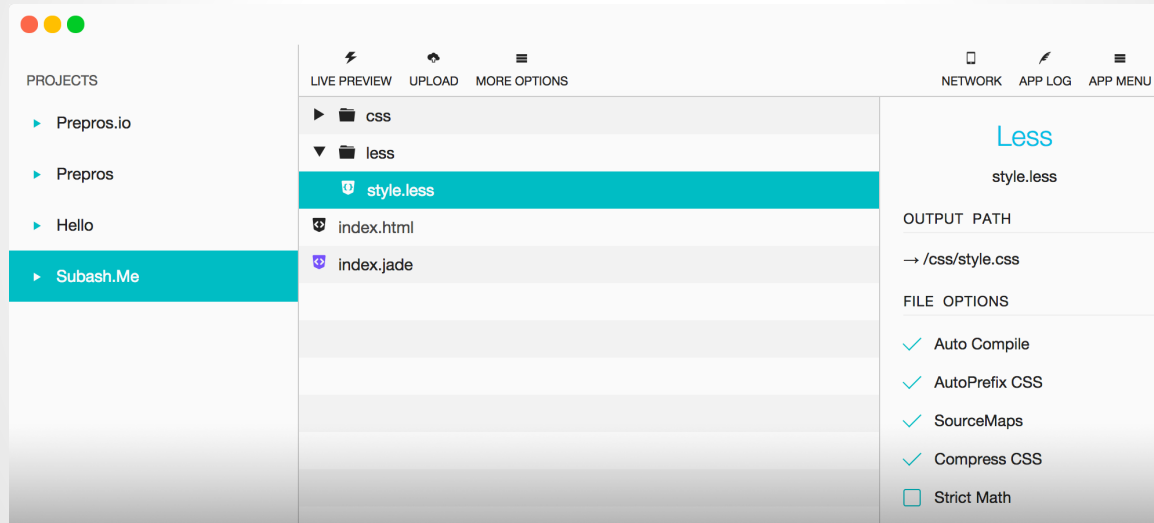 PROJECTS
Prepros.io
Prepros
Hello
Subash.Me
LIVE PREVIEW UPLOAD MORE OPTIONS
NETWORK APP LOG APP MENU
css
less
style.less
index.html
index.jade
Less
style.less
OUTPUT PATH
→ /css/style.css
FILE OPTIONS
Auto Compile
AutoPrefix CSS
SourceMaps
Compress CSS
Strict Math